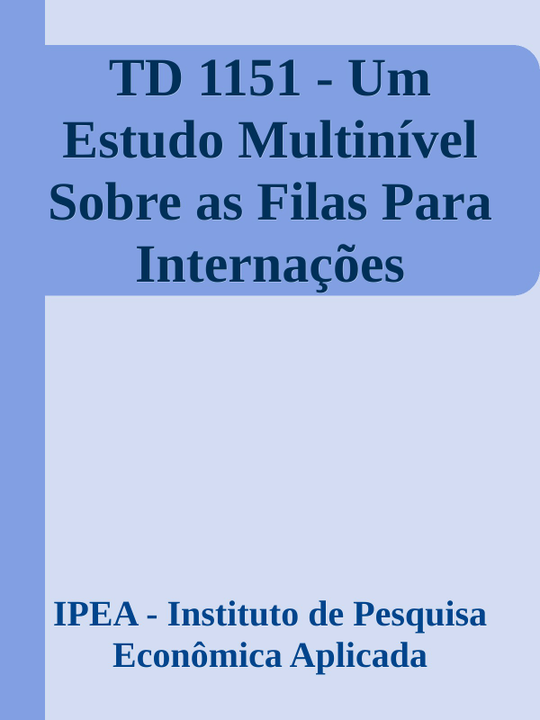 TD 1151 - Um
Estudo Multinível
Sobre as Filas Para
Internações
IPEA - Instituto de Pesquisa
Econômica Aplicada